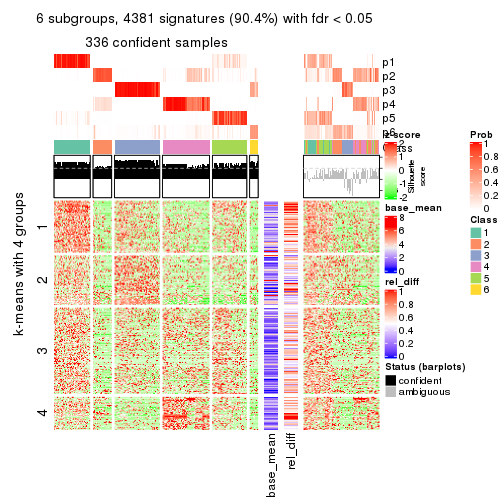 6 subgroups, 4381 signatures (90.4%) with fdr < 0.05
336 confident samples
p1
p2
p3
p4
p5
p6
Class
Silhouette
score
k-means with 4 groups
1
2
3
4
base_mean
rel_diff
z-score
2
1
0
-1
-2
base_mean
8
6
4
2
0
rel_diff
1
0.8
0.6
0.4
0.2
0
Status (barplots)
confident
ambiguous
Prob
1
0.8
0.6
0.4
0.2
0
Class
1
2
3
4
5
6